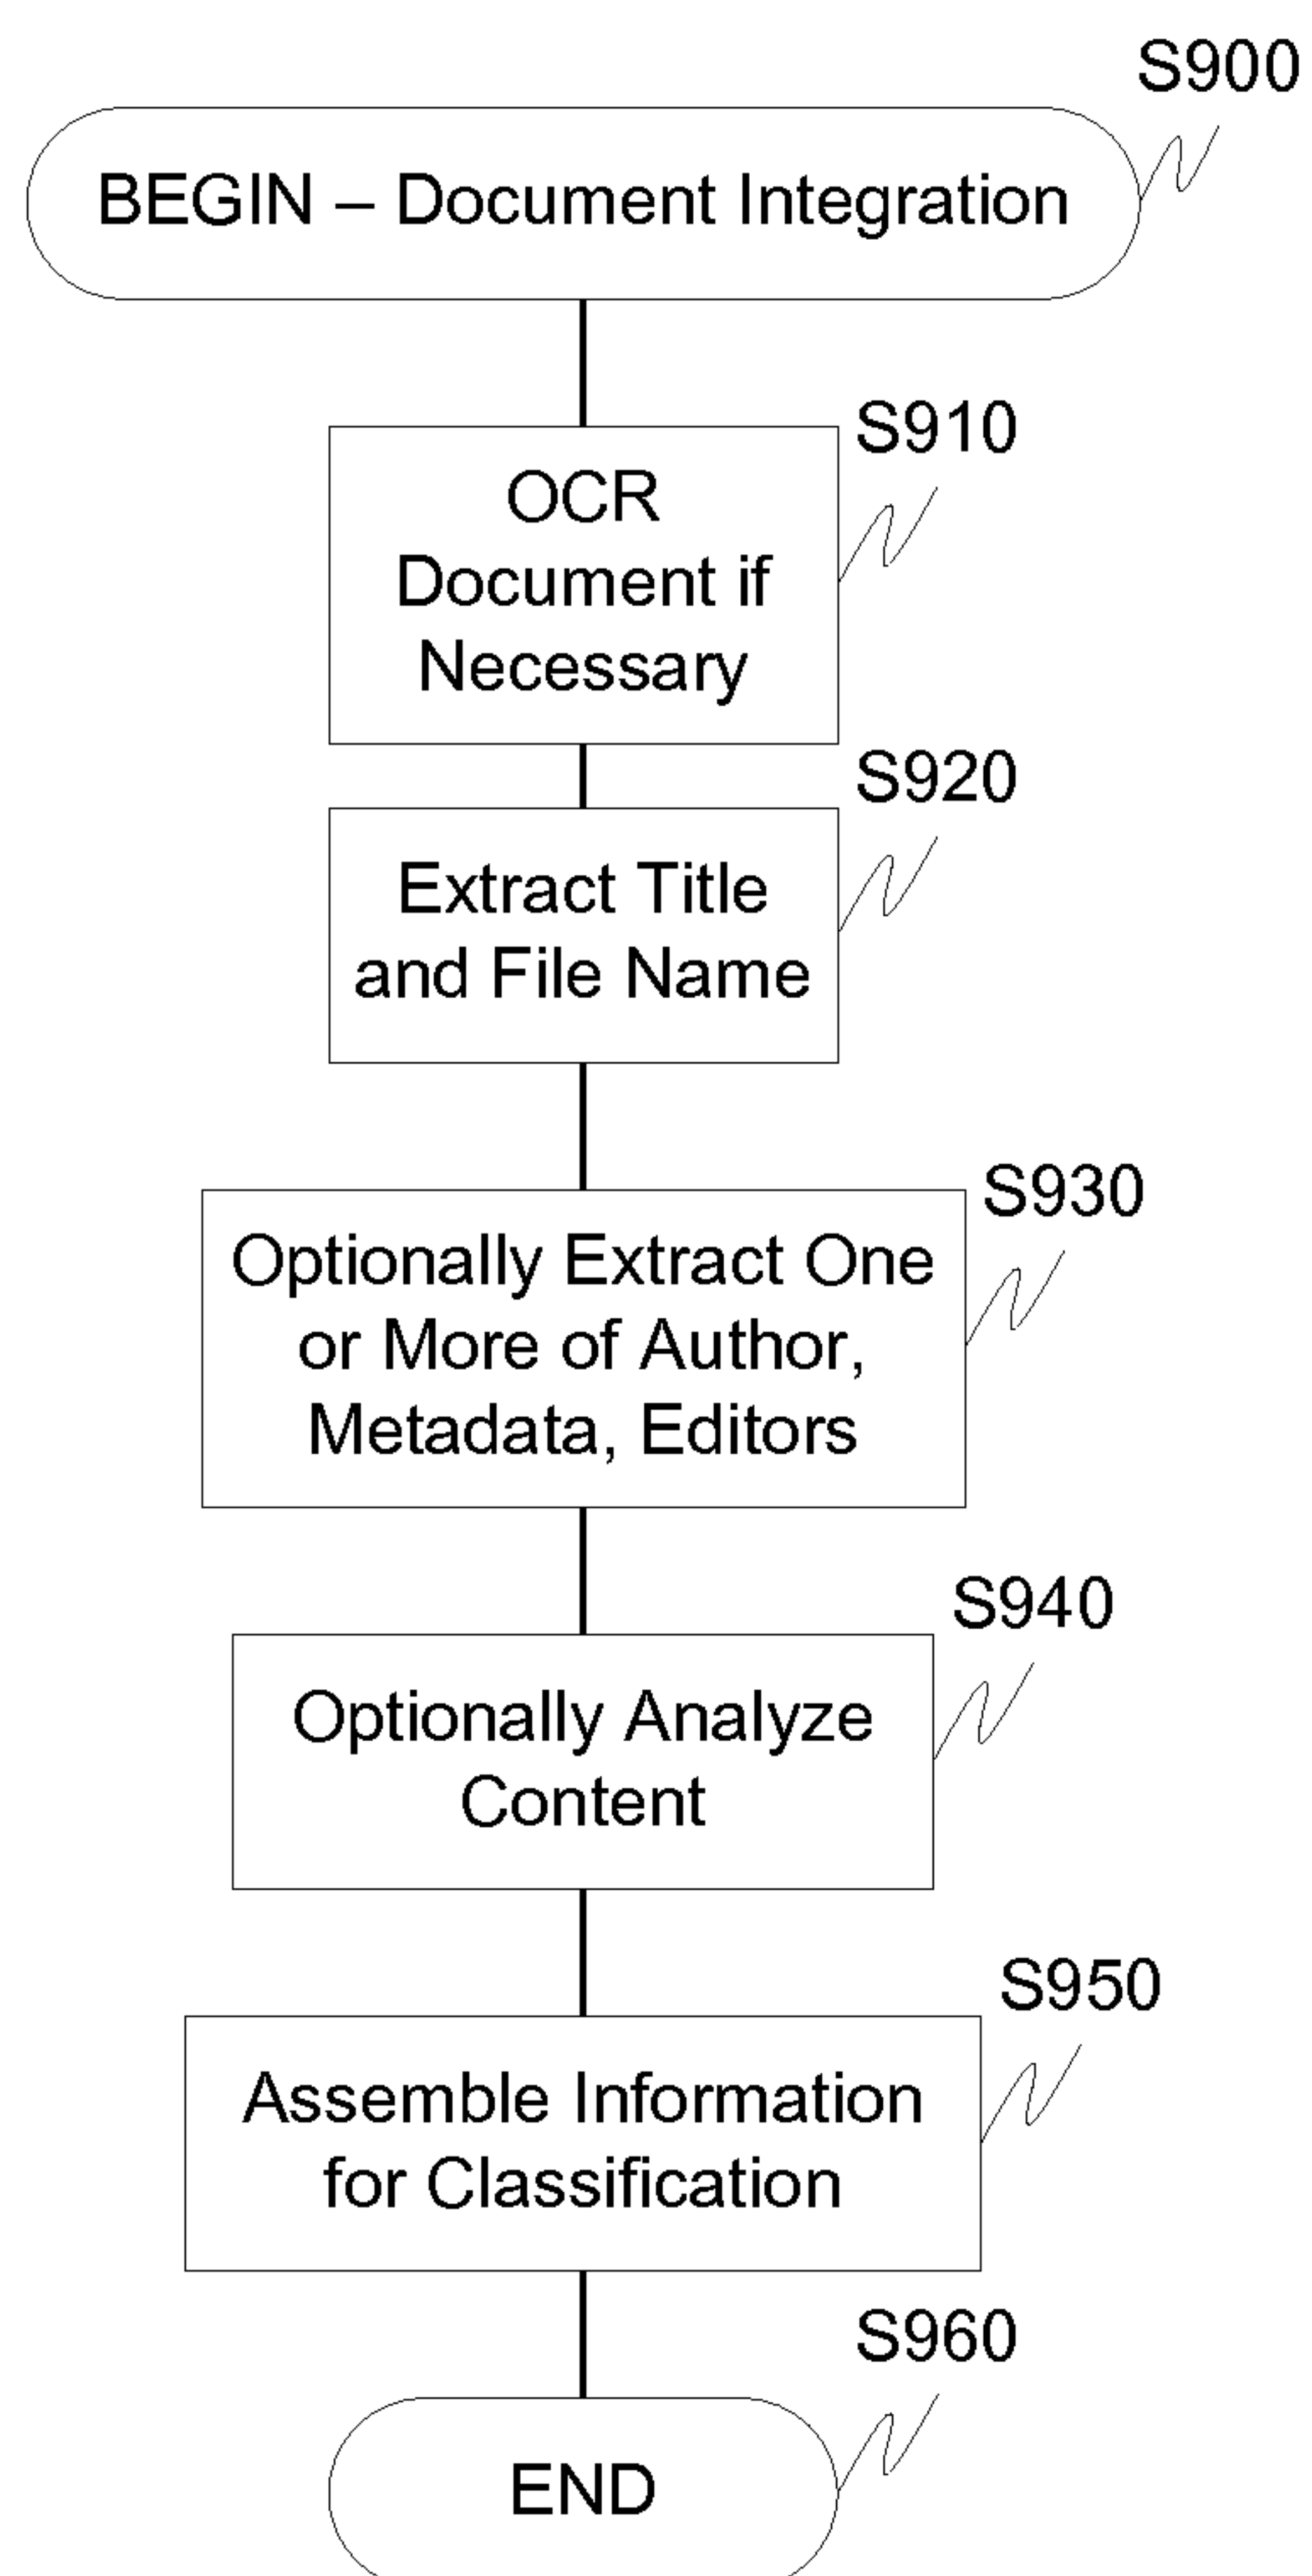 S900
BEGIN – Document Integration
S910
OCR
Document if
Necessary
S920
Extract Title
and File Name
S930
Optionally Extract One
or More of Author,
Metadata, Editors
S940
Optionally Analyze
Content
S950
Assemble Information
for Classification
S960
END